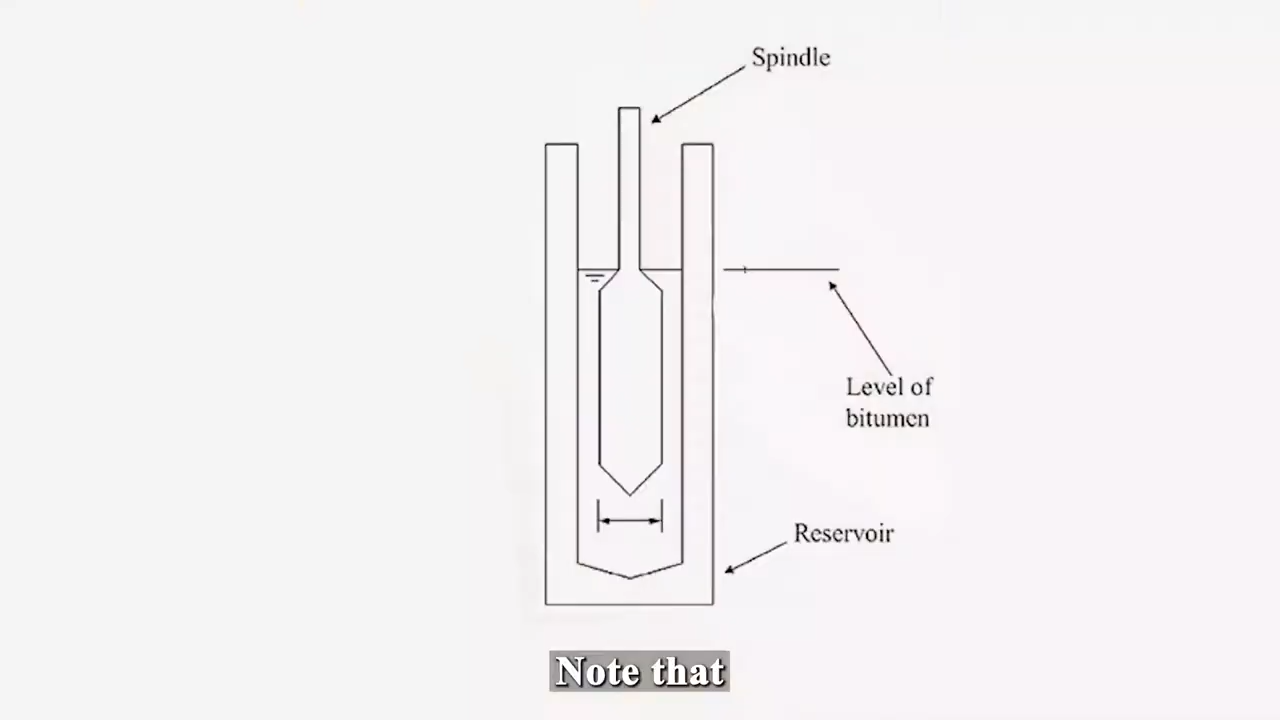 Spindle
Level of
bitumen
Reservoir
Note that